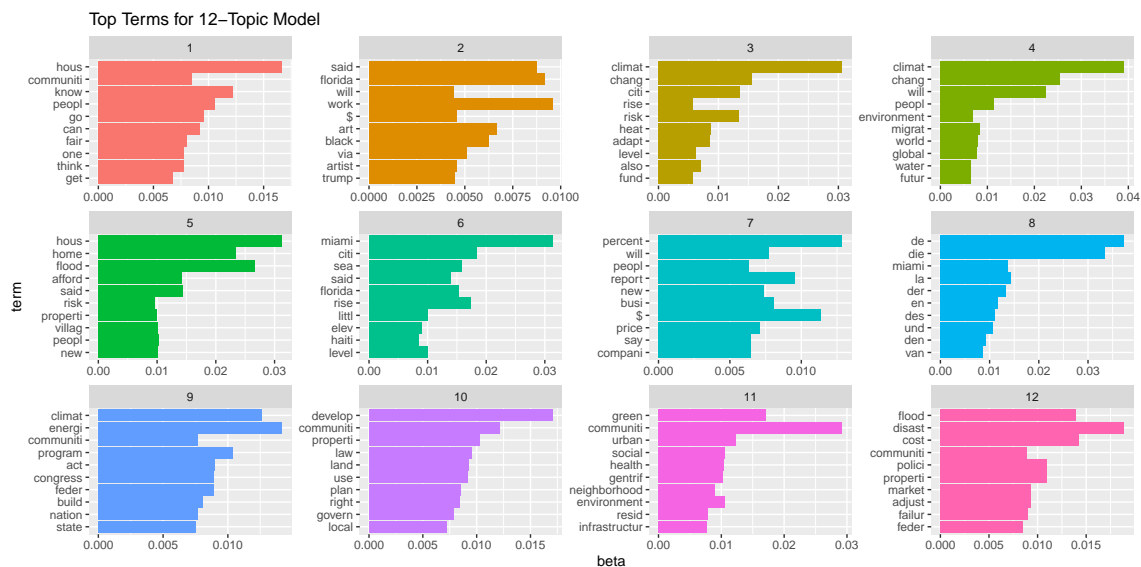 Top Terms for 12−Topic Model
term
1
hous
communiti
know
peopl
go
can
fair
one
think
get
0.000 0.005 0.010 0.015
2
said
florida
will
work
$
art
black
via
artist
trump
0.0000 0.0025 0.0050 0.0075 0.0100
3
climat
chang
citi
rise
risk
heat
adapt
level
also
fund
0.00 0.01 0.02 0.03
4
climat
chang
will
peopl
environment
migrat
world
global
water
futur
0.00 0.01 0.02 0.03 0.04
5
hous
home
flood
afford
said
risk
properti
villag
peopl
new
0.00 0.01 0.02 0.03
6
miami
citi
sea
said
florida
rise
littl
elev
haiti
level
0.00 0.01 0.02 0.03
7
percent
will
peopl
report
new
busi
$
price
say
compani
0.000 0.005 0.010
8
de
die
miami
la
der
en
des
und
den
van
0.00 0.01 0.02 0.03
9
climat
energi
communiti
program
act
congress
feder
build
nation
state
0.000 0.005 0.010
10
develop
communiti
properti
law
land
use
plan
right
govern
local
0.000 0.005 0.010 0.015
11
green
communiti
urban
social
health
gentrif
neighborhood
environment
resid
infrastructur
0.00 0.01 0.02 0.03
12
flood
disast
cost
communiti
polici
properti
market
adjust
failur
feder
0.000 0.005 0.010 0.015
beta